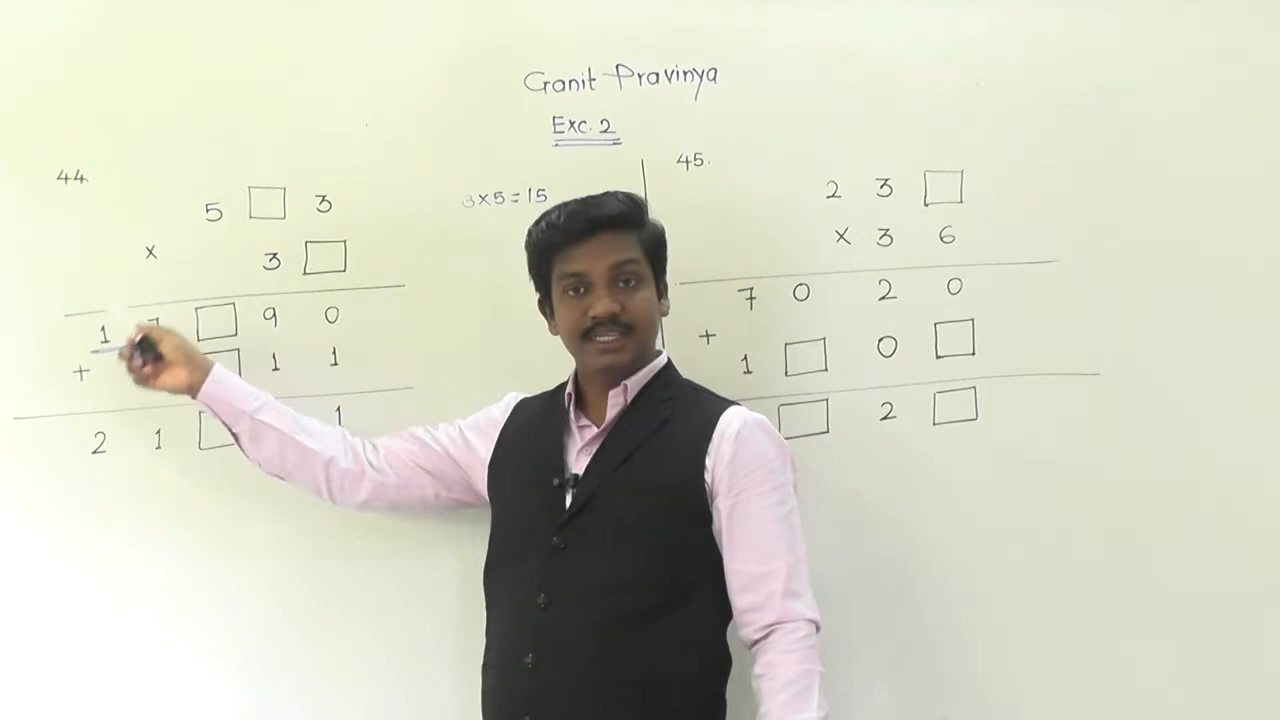 Ganit Pravinya
Exc. 2
44.
5 □ 3
× 3 □
1 □ 9 0
+ □ 1 1
2 1 □ 1
3×5=15
45.
2 3 □
× 3 6
7 0 2 0
+ 1 □ 0 □
□ 2 □